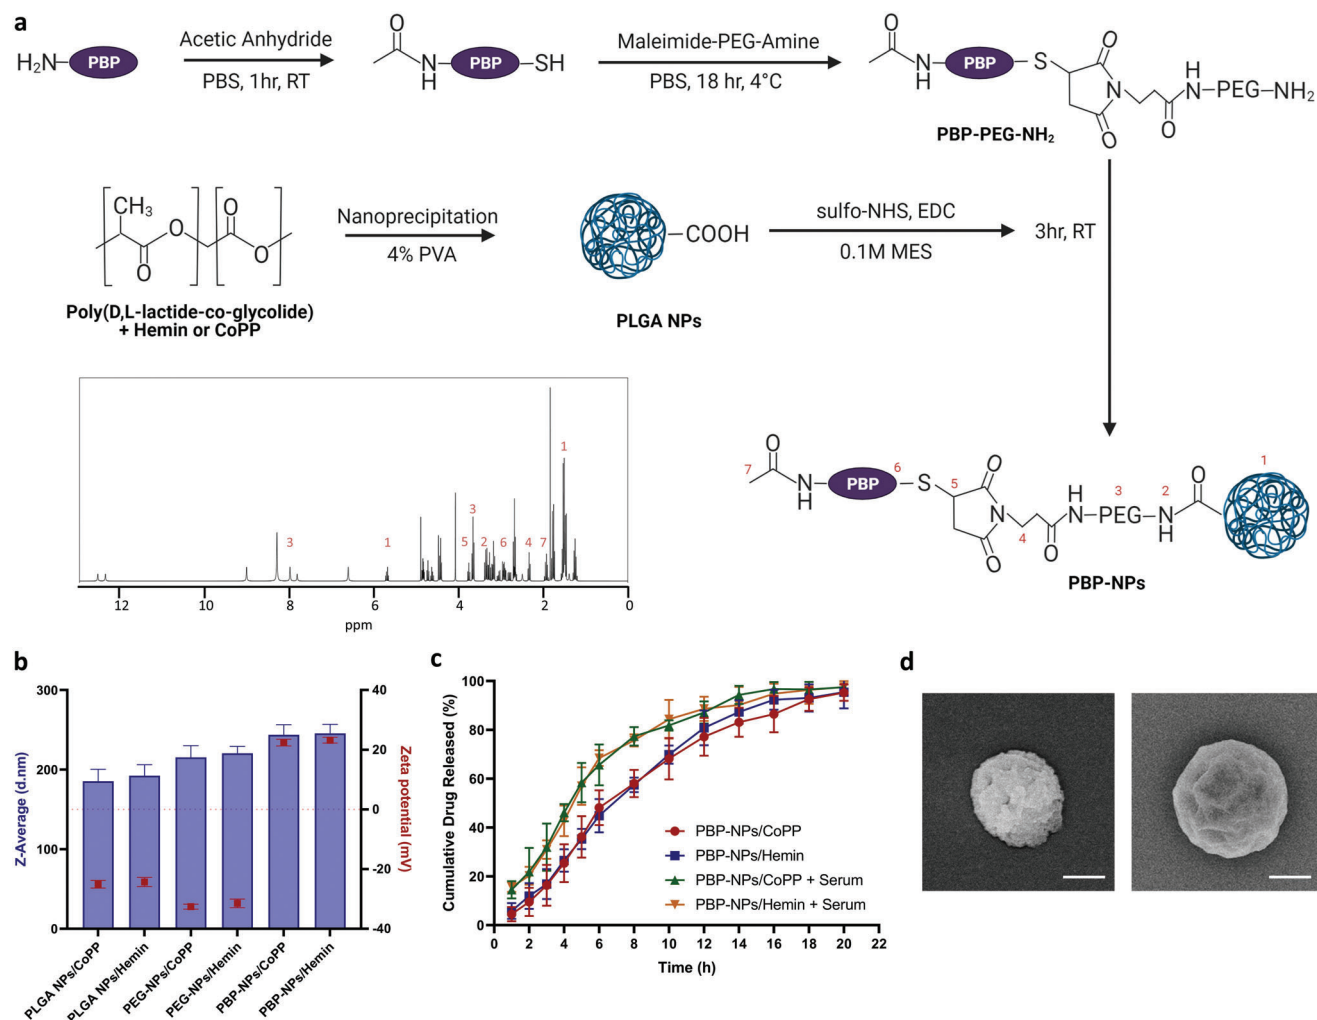 a
H₂N PBP
Acetic Anhydride
PBS, 1hr, RT
O
N
H
PBP
SH
Maleimide-PEG-Amine
PBS, 18 hr, 4°C
O
N
H
PBP
S
O
N
O
O
H
N
PEG
NH₂
PBP-PEG-NH₂
CH₃
O
O
O
O
Poly(D,L-lactide-co-glycolide)
+ Hemin or CoPP
Nanoprecipitation
4% PVA
COOH
PLGA NPs
sulfo-NHS, EDC
0.1M MES
3hr, RT
3 1 5 3 2 6 4 7 1
12 10 8 6 4 2 0
ppm
7
O
N
H
PBP
6
S
5
O
N
O
4
O
H
N
3
PEG
2
N
H
O
1
PBP-NPs
b
Z-Average (d.nm)
300
200
100
0
Zeta potential (mV)
40
20
0
-20
-40
PLGA NPs/CoPP
PLGA NPs/Hemin
PEG-NPs/CoPP
PEG-NPs/Hemin
PBP-NPs/CoPP
PBP-NPs/Hemin
c
Cumulative Drug Released (%)
100
80
60
40
20
0
PBP-NPs/CoPP
PBP-NPs/Hemin
PBP-NPs/CoPP + Serum
PBP-NPs/Hemin + Serum
0 2 4 6 8 10 12 14 16 18 20 22
Time (h)
d